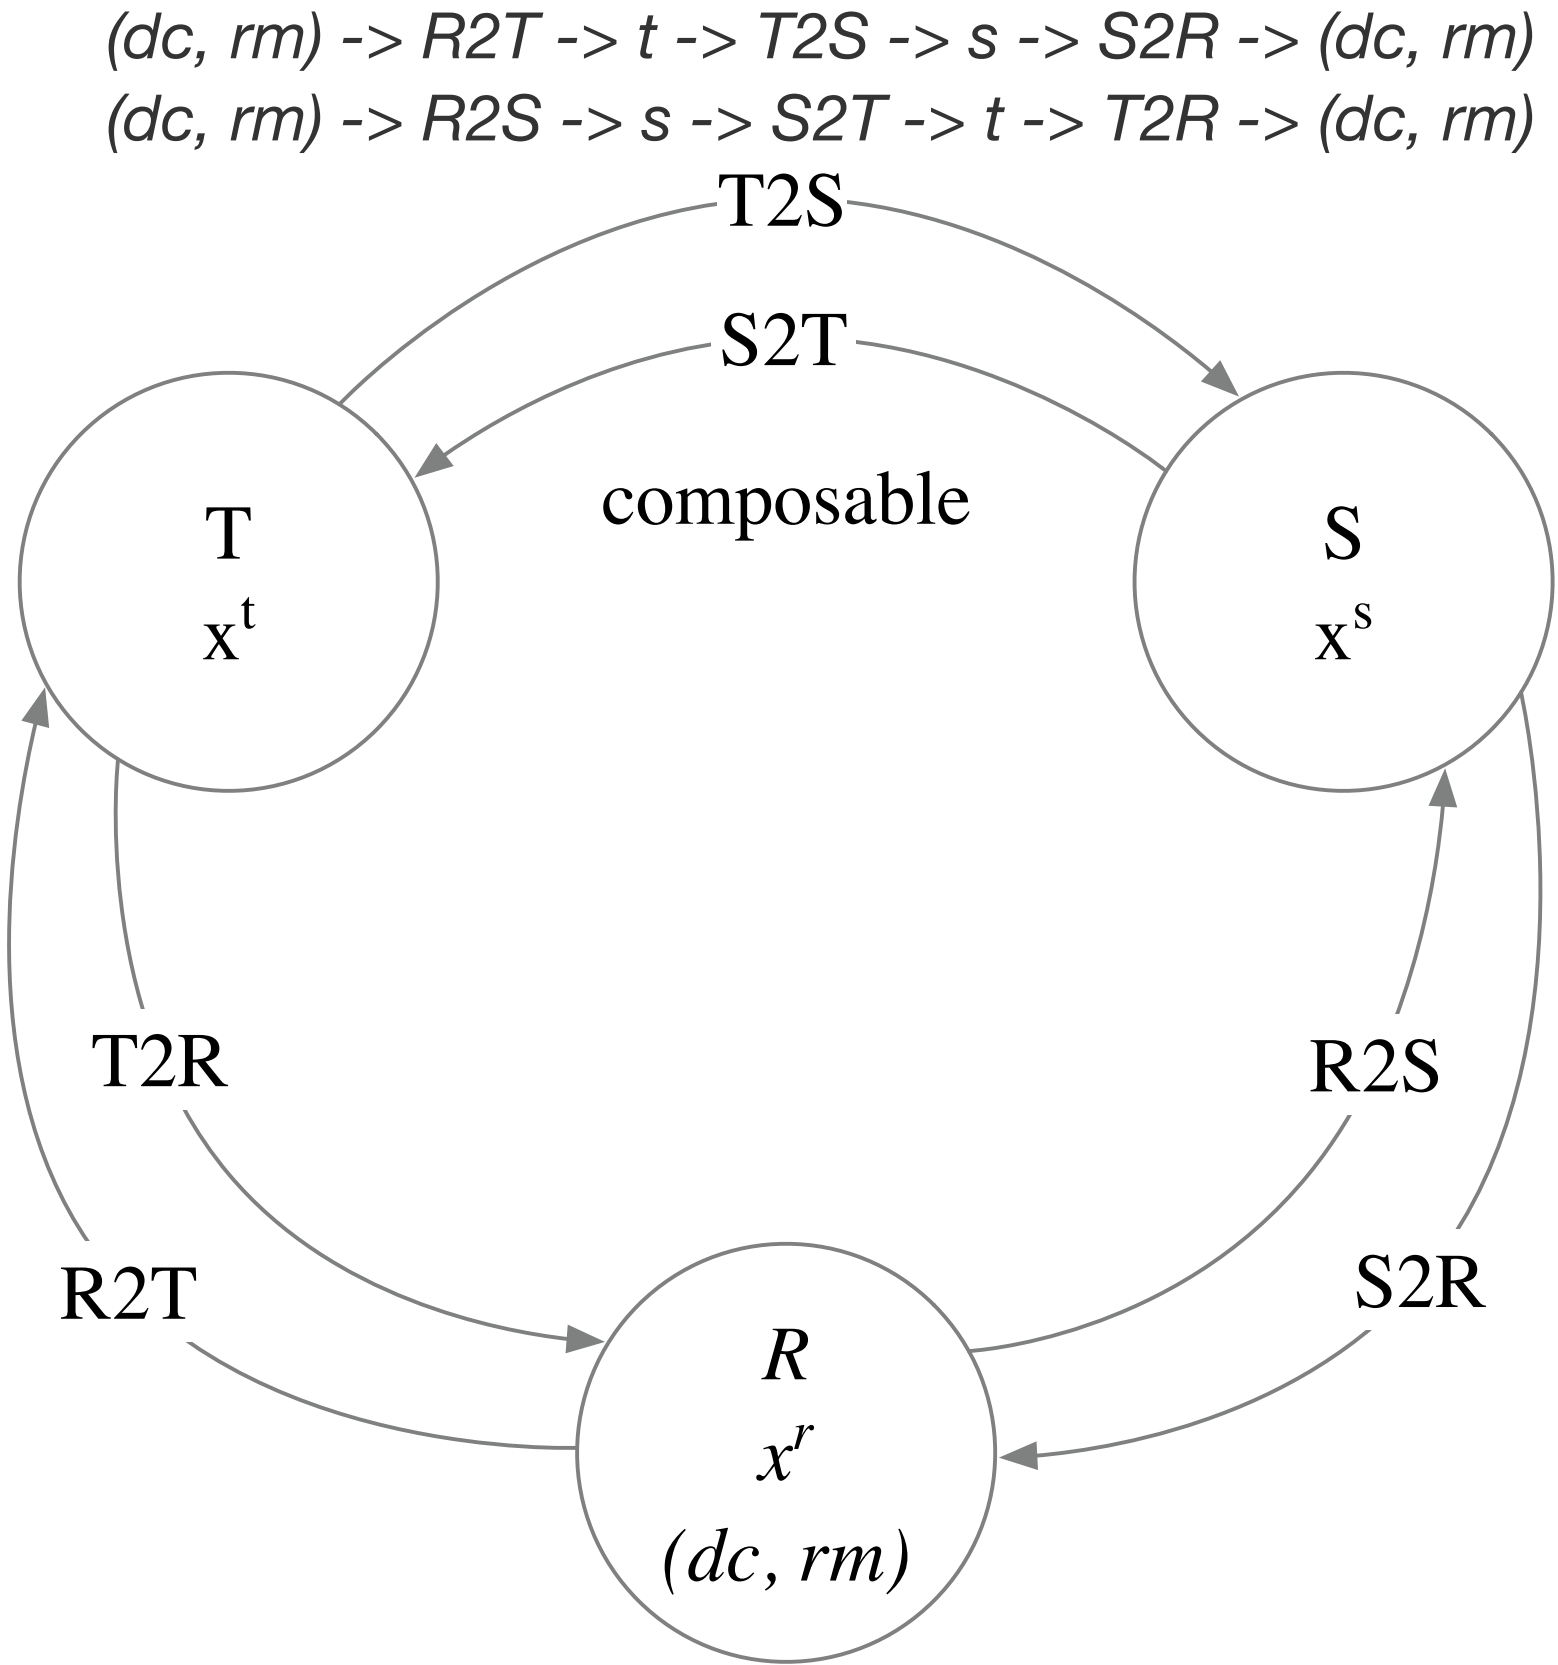 (dc, rm) -> R2T -> t -> T2S -> s -> S2R -> (dc, rm)
(dc, rm) -> R2S -> s -> S2T -> t -> T2R -> (dc, rm)
T2S
S2T
composable
T
x^t
S
x^s
T2R
R2S
R2T
S2R
R
x^r
(dc, rm)